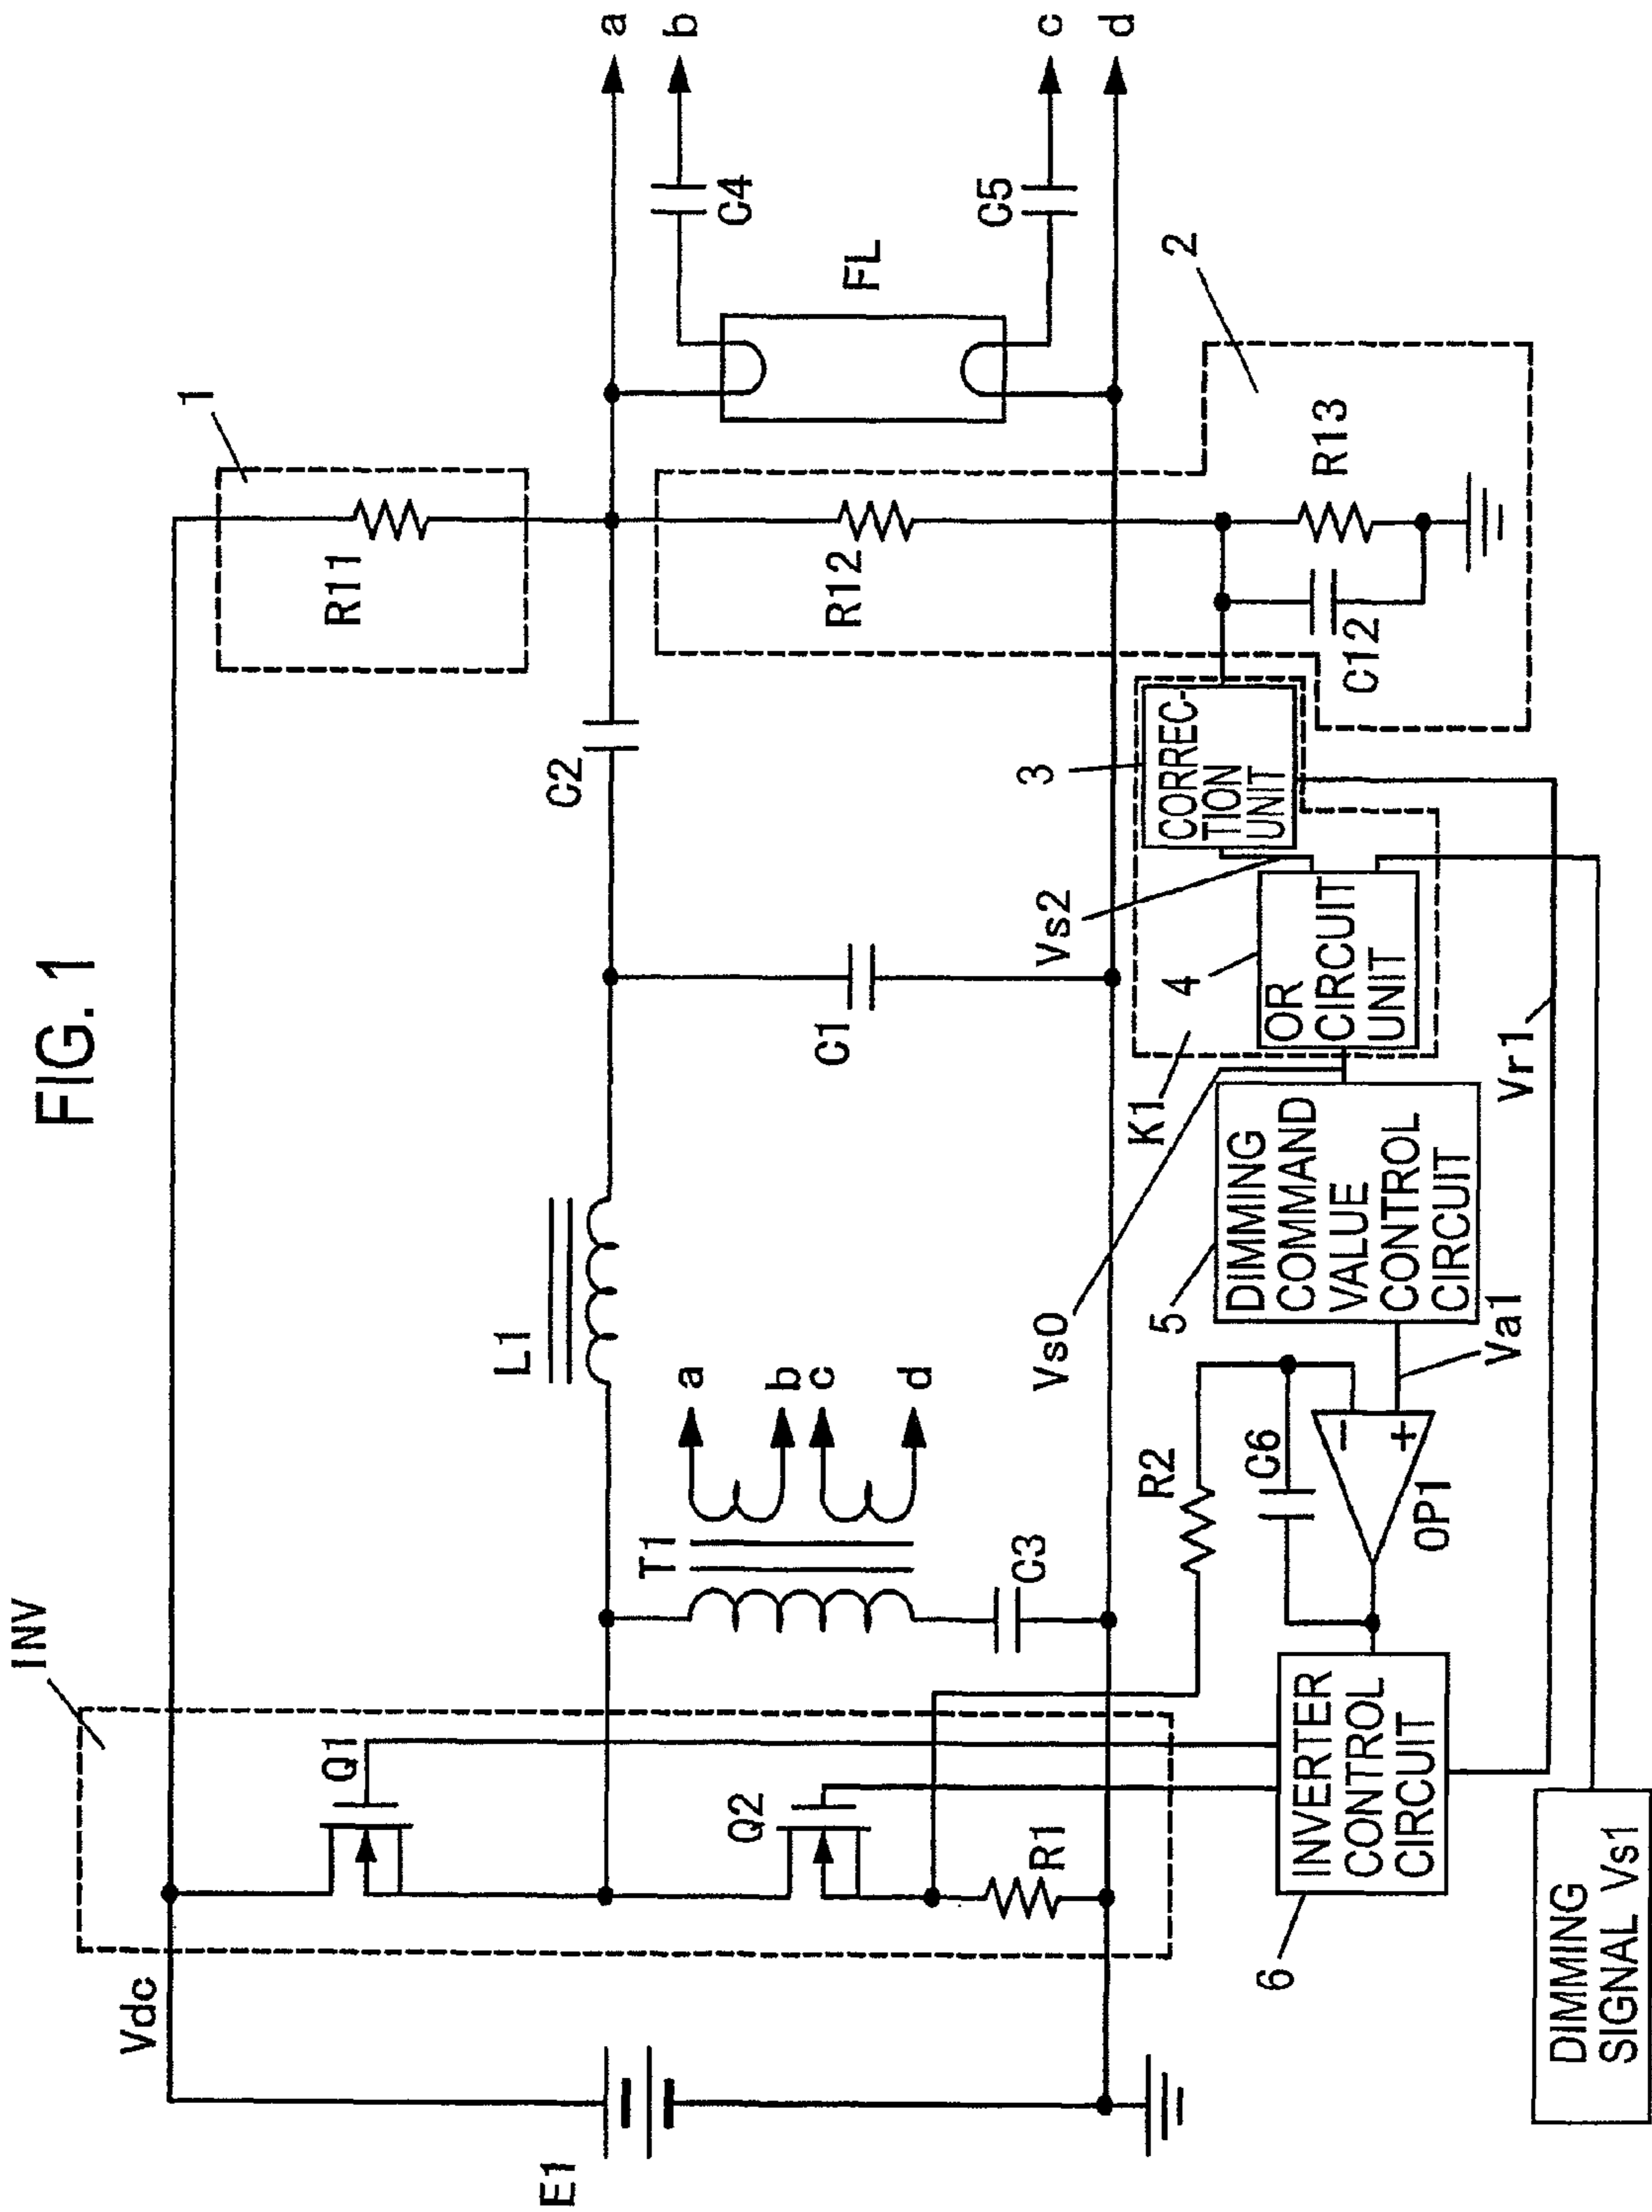 FIG. 1
INV
Vdc
E1
Q1
Q2
R1
T1
C3
a
b
c
d
L1
C1
C2
1
R11
R12
FL
C4
C5
a
b
c
d
2
R13
C12
3
CORREC-
TION
UNIT
Vs2
4
OR
CIRCUIT
UNIT
K1
Vs0
5
DIMMING
COMMAND
VALUE
CONTROL
CIRCUIT
Va1
Vr1
R2
C6
-
+
OP1
6
INVERTER
CONTROL
CIRCUIT
DIMMING
SIGNAL Vs1